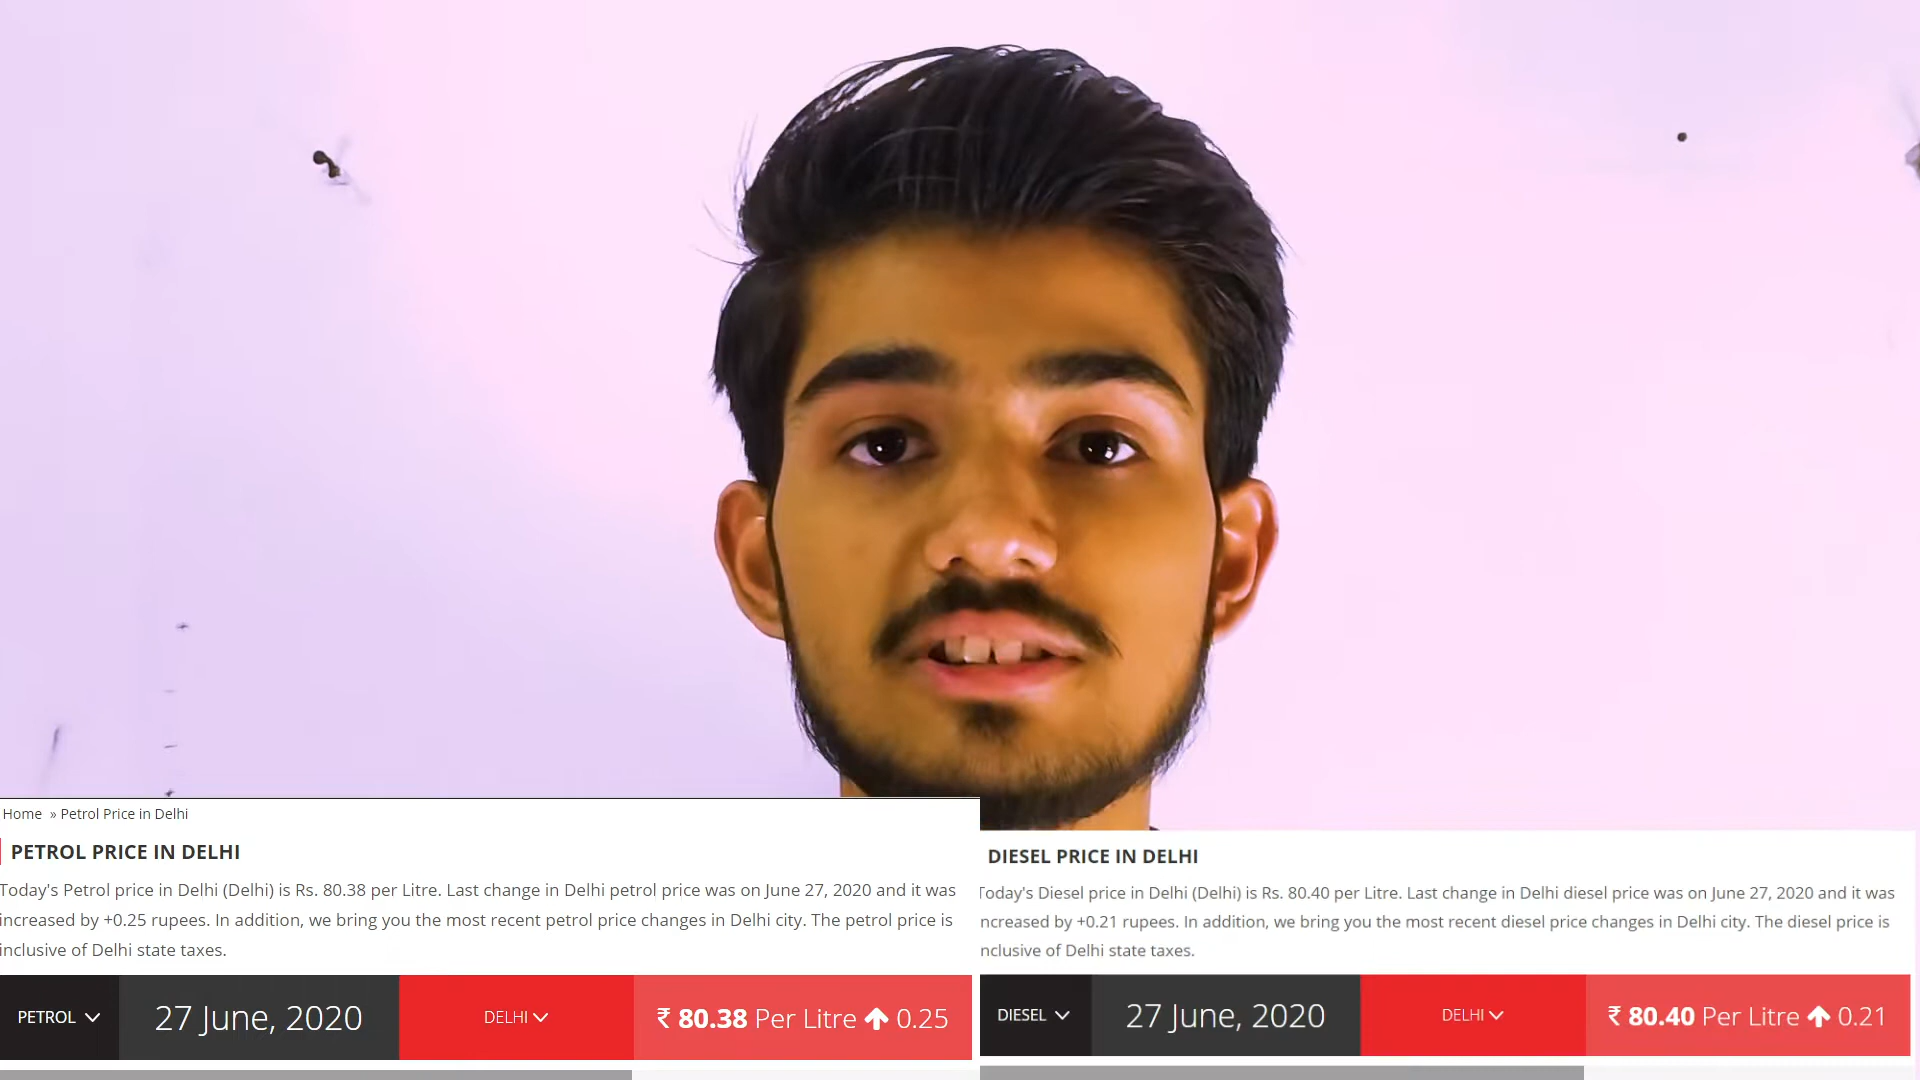 Home » Petrol Price in Delhi
PETROL PRICE IN DELHI
Today's Petrol price in Delhi (Delhi) is Rs. 80.38 per Litre. Last change in Delhi petrol price was on June 27, 2020 and it was
increased by +0.25 rupees. In addition, we bring you the most recent petrol price changes in Delhi city. The petrol price is
inclusive of Delhi state taxes.
PETROL 27 June, 2020 DELHI ₹ 80.38 Per Litre ↑ 0.25
DIESEL PRICE IN DELHI
Today's Diesel price in Delhi (Delhi) is Rs. 80.40 per Litre. Last change in Delhi diesel price was on June 27, 2020 and it was
ncreased by +0.21 rupees. In addition, we bring you the most recent diesel price changes in Delhi city. The diesel price is
nclusive of Delhi state taxes.
DIESEL 27 June, 2020 DELHI ₹ 80.40 Per Litre ↑ 0.21